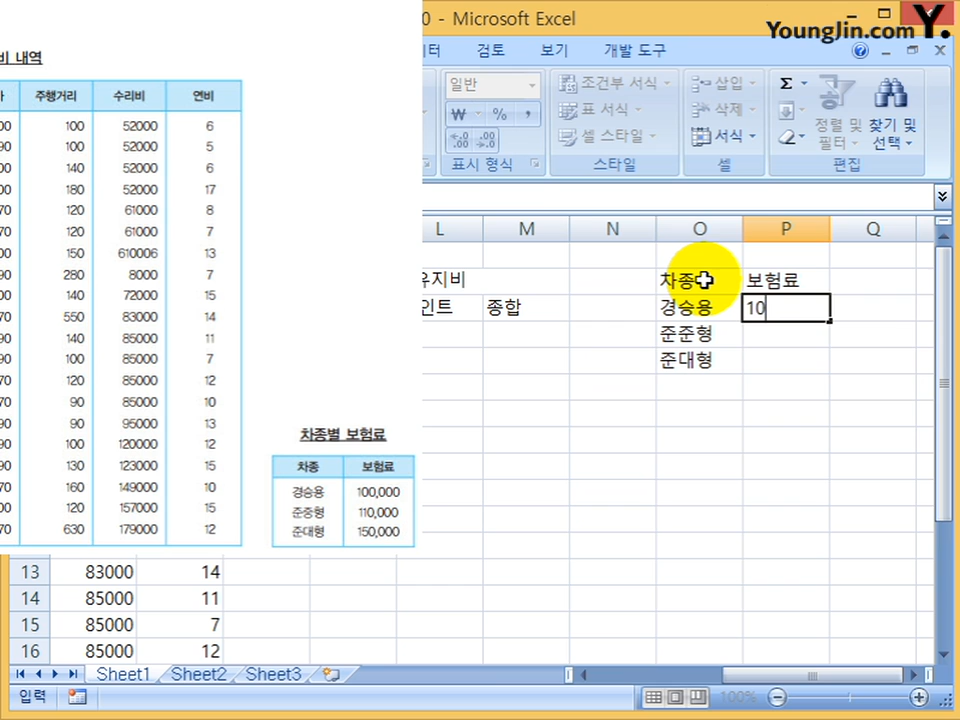 0 - Microsoft Excel
YoungJin.com Y.
터 검토 보기 개발 도구
일반
조건부 서식
표 서식
셀 스타일
스타일
삽입
삭제
서식
셀
Σ
정렬 및
필터
찾기 및
선택
편집
₩ % ,
표시 형식
비 내역
주행거리 수리비 연비
00 100 52000 6
90 100 52000 5
00 140 52000 6
00 180 52000 17
70 120 61000 8
70 120 61000 7
00 150 610006 13
90 280 8000 7
00 140 72000 15
70 550 83000 14
90 140 85000 11
90 100 85000 7
70 120 85000 12
70 90 85000 10
90 90 95000 13
90 100 120000 12
90 130 123000 15
70 160 149000 10
00 120 157000 15
70 630 179000 12
차종별 보험료
차종 보험료
경승용 100,000
준중형 110,000
준대형 150,000
L M N O P Q
유지비 차종 보험료
인트 종합 경승용 10
준준형
준대형
13 83000 14
14 85000 11
15 85000 7
16 85000 12
Sheet1 Sheet2 Sheet3
입력 100%